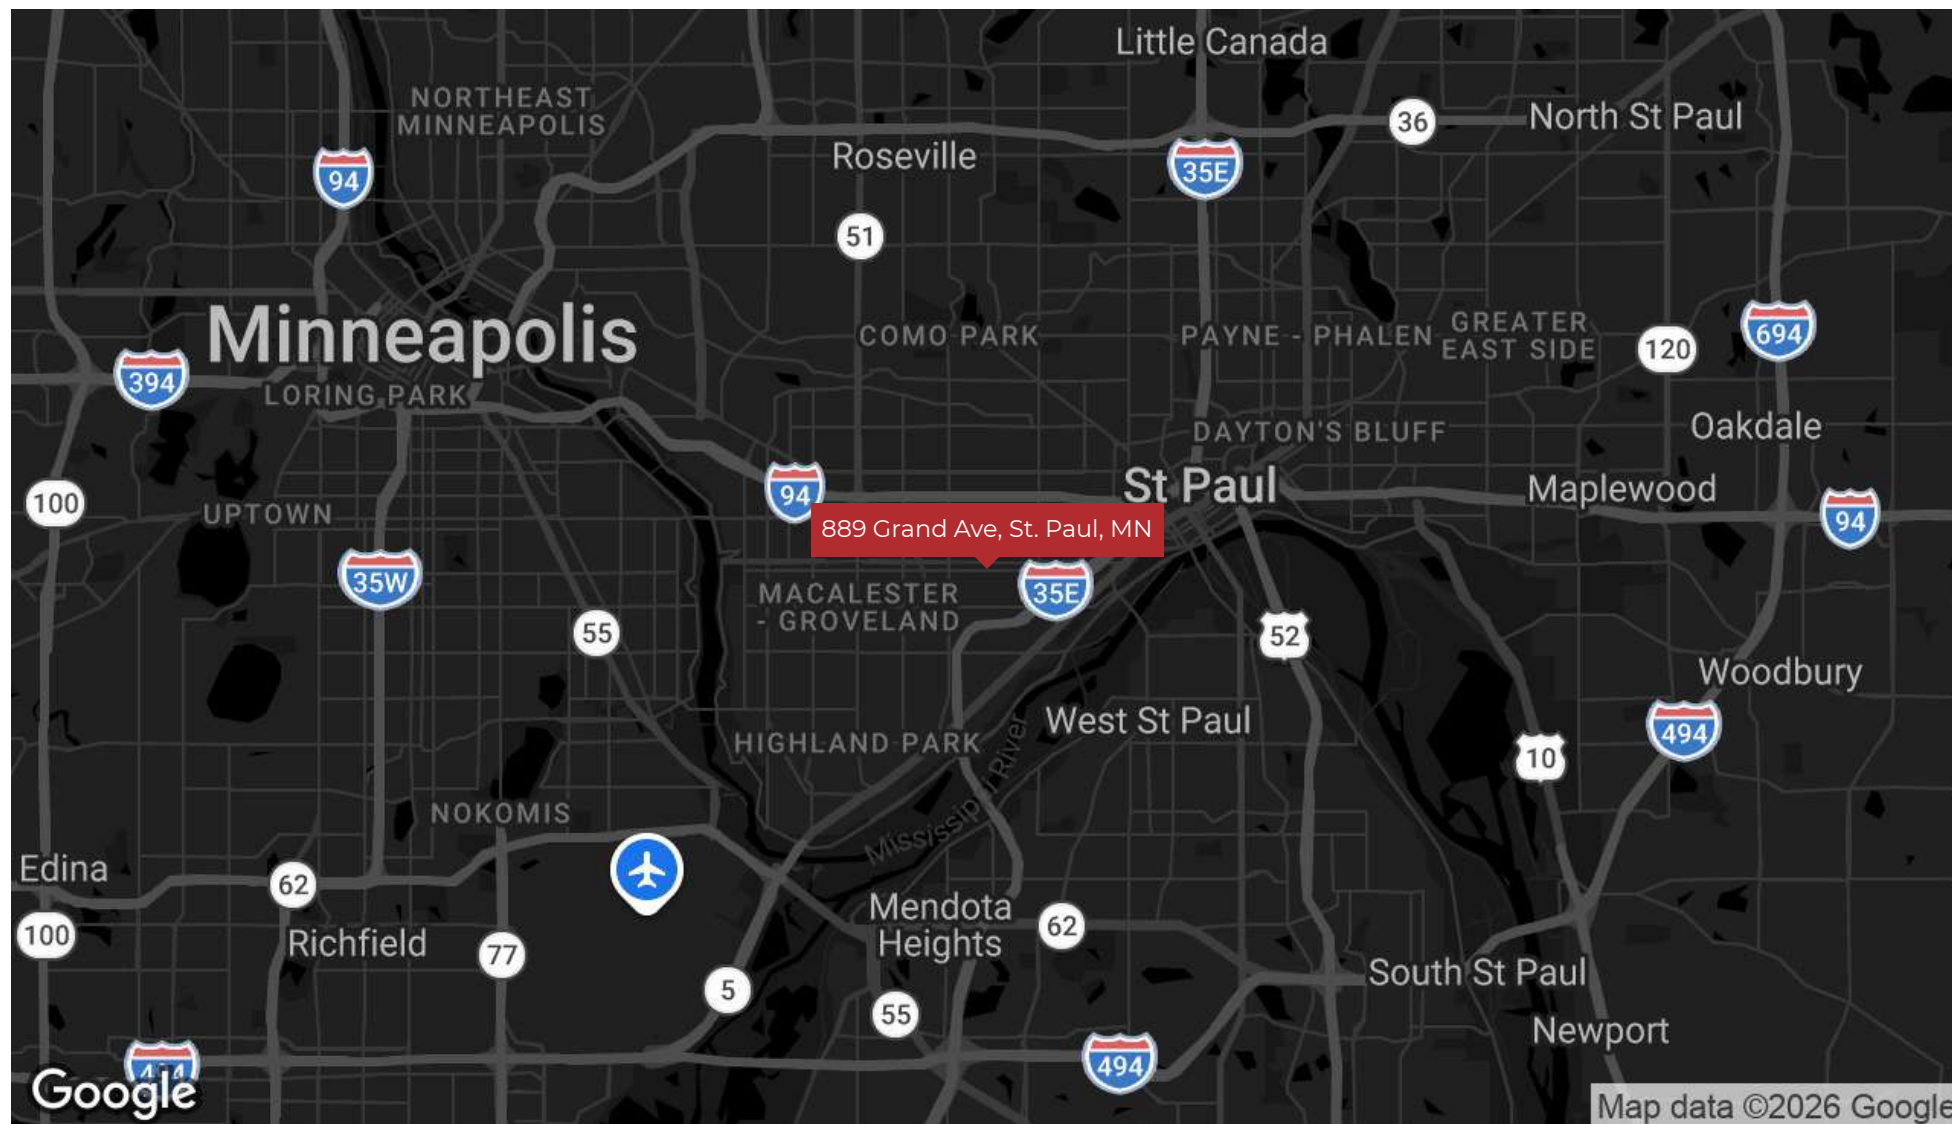 Little Canada
NORTHEAST
MINNEAPOLIS
36
North St Paul
Roseville
94
35E
51
Minneapolis
COMO PARK
PAYNE - PHALEN
GREATER
EAST SIDE
120
694
394
LORING PARK
DAYTON'S BLUFF
Oakdale
100
UPTOWN
94
St Paul
Maplewood
94
889 Grand Ave, St. Paul, MN
35W
MACALESTER
- GROVELAND
35E
55
52
Woodbury
West St Paul
494
HIGHLAND PARK
10
Mississippi River
NOKOMIS
Edina
62
100
Richfield
77
Mendota
Heights
62
5
55
South St Paul
Newport
494
494
Google
Map data ©2026 Google